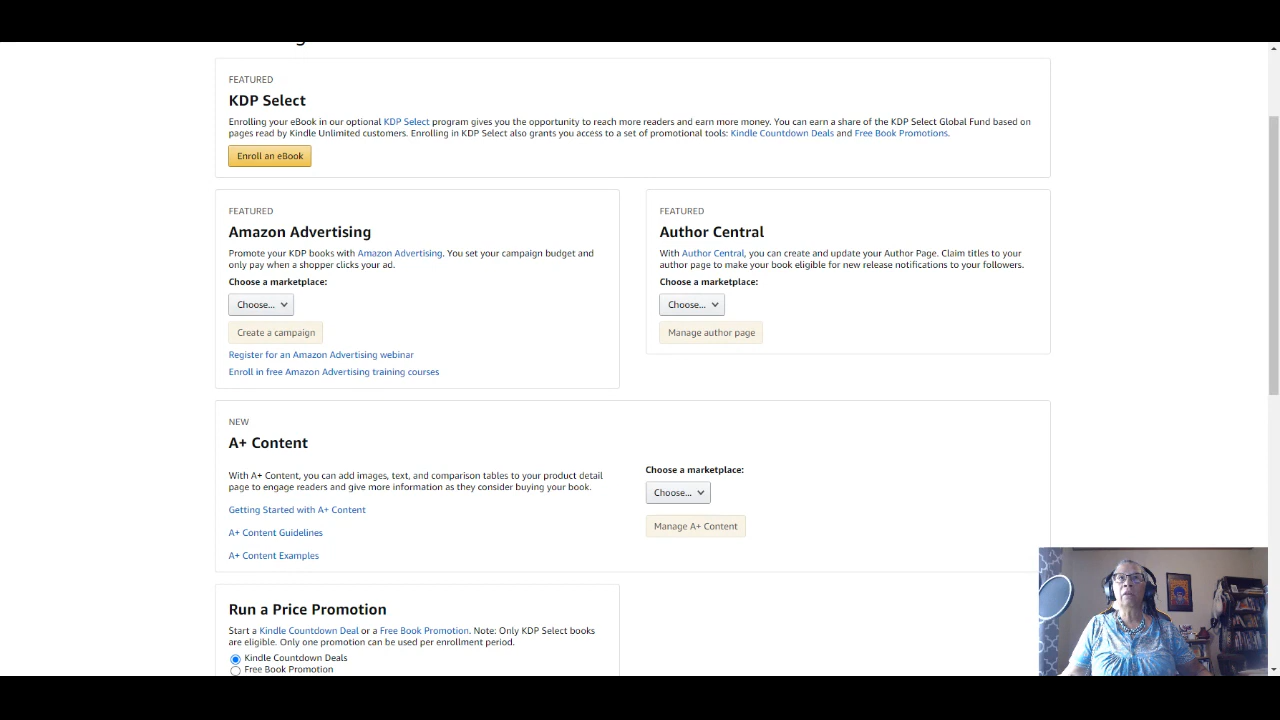 FEATURED
KDP Select
Enrolling your eBook in our optional KDP Select program gives you the opportunity to reach more readers and earn more money. You can earn a share of the KDP Select Global Fund based on
pages read by Kindle Unlimited customers. Enrolling in KDP Select also grants you access to a set of promotional tools: Kindle Countdown Deals and Free Book Promotions.
Enroll an eBook
FEATURED
Amazon Advertising
Promote your KDP books with Amazon Advertising. You set your campaign budget and
only pay when a shopper clicks your ad.
Choose a marketplace:
Choose...
Create a campaign
Register for an Amazon Advertising webinar
Enroll in free Amazon Advertising training courses
FEATURED
Author Central
With Author Central, you can create and update your Author Page. Claim titles to your
author page to make your book eligible for new release notifications to your followers.
Choose a marketplace:
Choose...
Manage author page
NEW
A+ Content
With A+ Content, you can add images, text, and comparison tables to your product detail
page to engage readers and give more information as they consider buying your book.
Getting Started with A+ Content
A+ Content Guidelines
A+ Content Examples
Choose a marketplace:
Choose...
Manage A+ Content
Run a Price Promotion
Start a Kindle Countdown Deal or a Free Book Promotion. Note: Only KDP Select books
are eligible. Only one promotion can be used per enrollment period.
Kindle Countdown Deals
Free Book Promotion